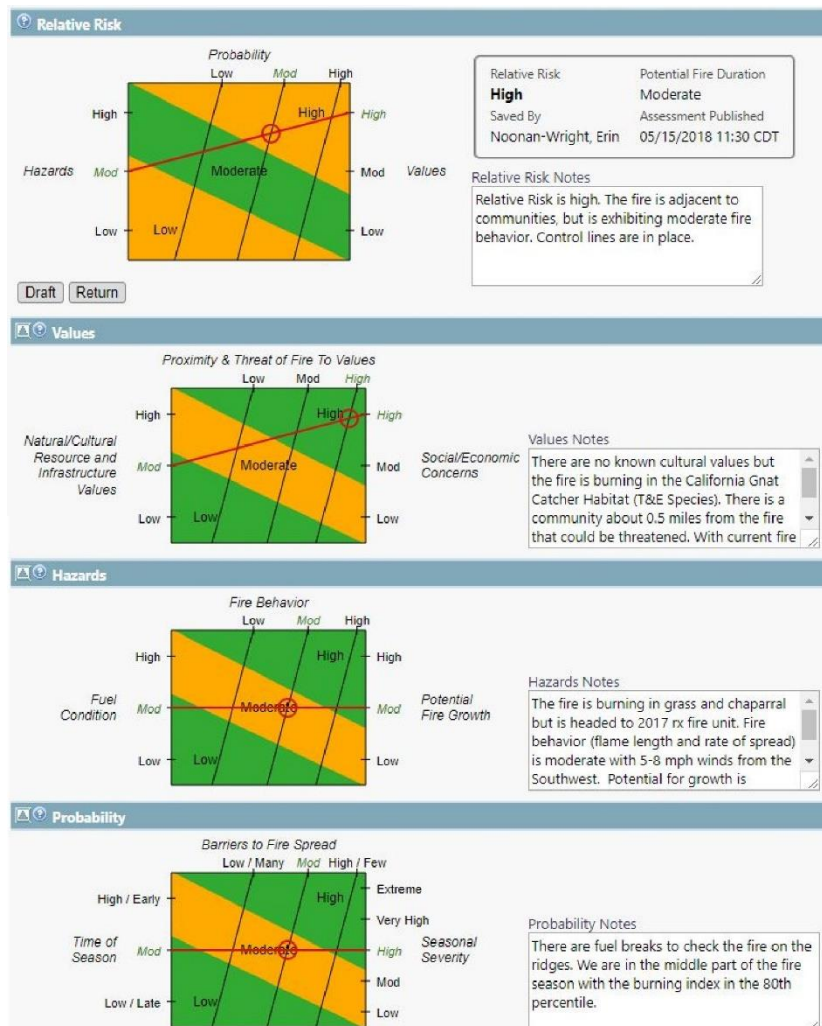 Relative Risk
Probability
Low Mod High
High High High
Hazards Mod Moderate Mod Values
Low Low Low
Relative Risk Potential Fire Duration
High Moderate
Saved By Assessment Published
Noonan-Wright, Erin 05/15/2018 11:30 CDT
Relative Risk Notes
Relative Risk is high. The fire is adjacent to
communities, but is exhibiting moderate fire
behavior. Control lines are in place.
Draft Return
Values
Proximity & Threat of Fire To Values
Low Mod High
High High High
Natural/Cultural
Resource and
Infrastructure
Values
Mod Moderate Mod
Social/Economic
Concerns
Low Low Low
Values Notes
There are no known cultural values but
the fire is burning in the California Gnat
Catcher Habitat (T&E Species). There is a
community about 0.5 miles from the fire
that could be threatened. With current fire
Hazards
Fire Behavior
Low Mod High
High High High
Fuel
Condition
Mod Moderate Mod
Potential
Fire Growth
Low Low Low
Hazards Notes
The fire is burning in grass and chaparral
but is headed to 2017 rx fire unit. Fire
behavior (flame length and rate of spread)
is moderate with 5-8 mph winds from the
Southwest. Potential for growth is
Probability
Barriers to Fire Spread
Low / Many Mod High / Few
High / Early High Extreme
Very High
Time of
Season
Mod Moderate High
Seasonal
Severity
Mod
Low / Late Low Low
Probability Notes
There are fuel breaks to check the fire on the
ridges. We are in the middle part of the fire
season with the burning index in the 80th
percentile.